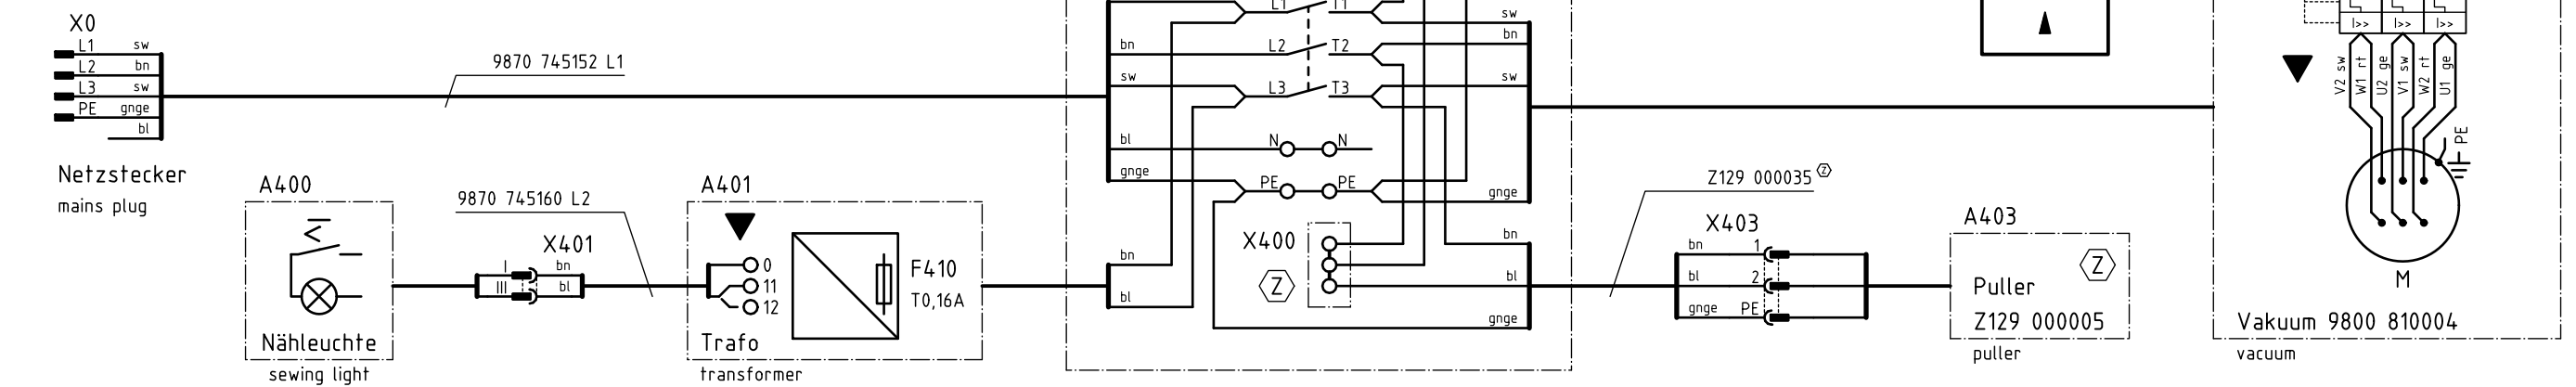 X0
L1 sw
L2 bn
L3 sw
PE gnge
bl
Netzstecker
mains plug
9870 745152 L1
A400
Nähleuchte
sewing light
9870 745160 L2
X401
I bn
III bl
A401
0
11
12
F410
T0,16A
Trafo
transformer
L1 T1
bn L2 T2
sw L3 T3
bl N N
gnge PE PE
bn
bl
X400
Z
sw
bn
sw
gnge
bn
bl
gnge
Z129 000035 Z
X403
bn 1
bl 2
gnge PE
A403
Z
Puller
Z129 000005
puller
I>> I>> I>>
V2 sw
W1 rt
U2 ge
V1 sw
W2 rt
U1 ge
PE
M
Vakuum 9800 810004
vacuum